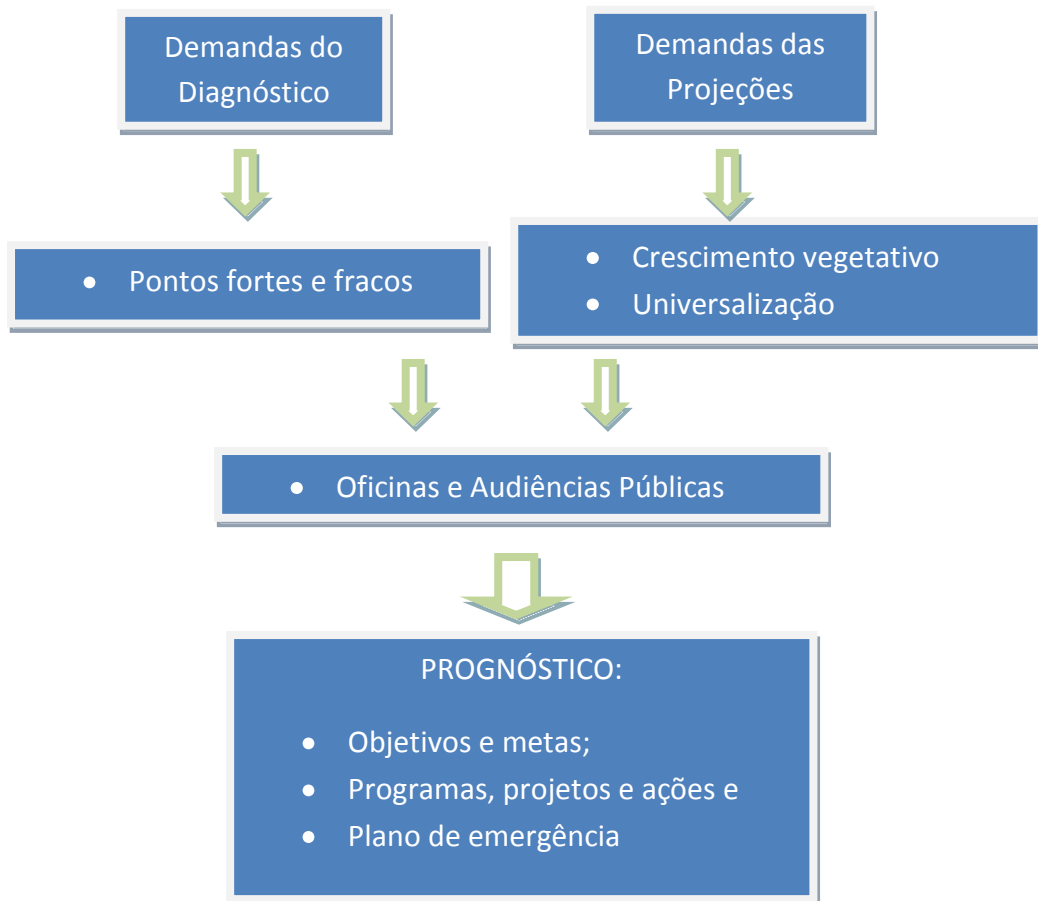 Demandas do
Diagnóstico
Demandas das
Projeções
• Pontos fortes e fracos
• Crescimento vegetativo
• Universalização
• Oficinas e Audiências Públicas
PROGNÓSTICO:
• Objetivos e metas;
• Programas, projetos e ações e
• Plano de emergência